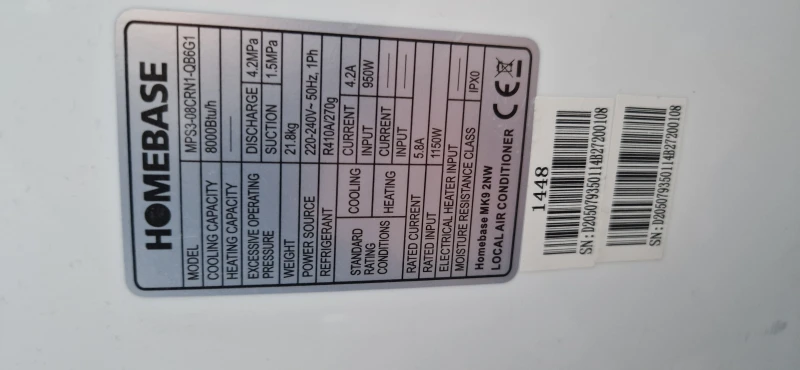 HOMEBASE
MODEL MPS3-08CRN1-QB6G1
COOLING CAPACITY 8000Btu/h
HEATING CAPACITY ——
EXCESSIVE OPERATING PRESSURE DISCHARGE 4.2MPa
SUCTION 1.5MPa
WEIGHT 21.8kg
POWER SOURCE 220-240V~ 50Hz, 1Ph
REFRIGERANT R410A/270g
STANDARD RATING CONDITIONS COOLING CURRENT 4.2A
INPUT 950W
HEATING CURRENT ——
INPUT ——
RATED CURRENT 5.8A
RATED INPUT 1150W
ELECTRICAL HEATER INPUT ——
MOISTURE RESISTANCE CLASS IPX0
Homebase MK9 2NW
LOCAL AIR CONDITIONER CE
1448
SN:D205079350114B27200108
SN:D205079350114B27200108